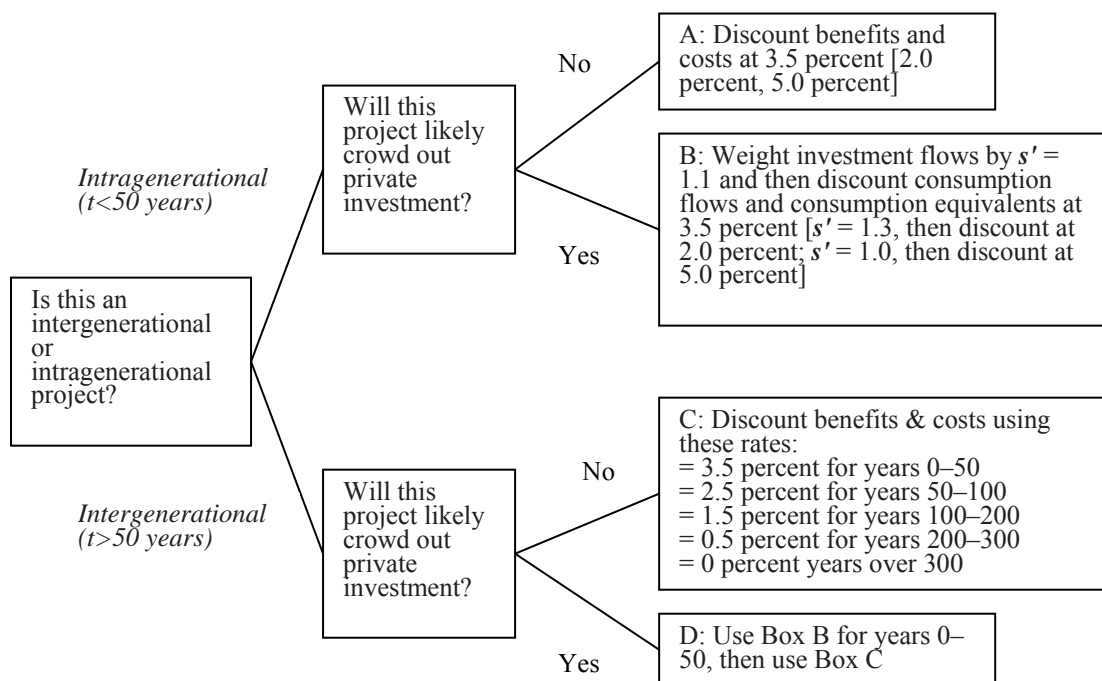 Is this an
intergenerational
or
intragenerational
project?
Intragenerational
(t<50 years)
Will this
project likely
crowd out
private
investment?
No
A: Discount benefits and
costs at 3.5 percent [2.0
percent, 5.0 percent]
Yes
B: Weight investment flows by s' =
1.1 and then discount consumption
flows and consumption equivalents at
3.5 percent [s' = 1.3, then discount at
2.0 percent; s' = 1.0, then discount at
5.0 percent]
Intergenerational
(t>50 years)
Will this
project likely
crowd out
private
investment?
No
C: Discount benefits & costs using
these rates:
= 3.5 percent for years 0–50
= 2.5 percent for years 50–100
= 1.5 percent for years 100–200
= 0.5 percent for years 200–300
= 0 percent years over 300
Yes
D: Use Box B for years 0–
50, then use Box C